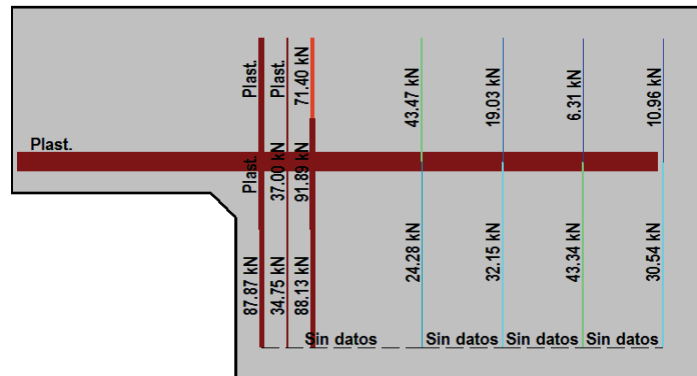 Plast.
Plast.
71.40 kN
43.47 kN
19.03 kN
6.31 kN
10.96 kN
Plast.
Plast.
37.00 kN
91.89 kN
87.87 kN
34.75 kN
88.13 kN
24.28 kN
32.15 kN
43.34 kN
30.54 kN
Sin datos
Sin datos
Sin datos
Sin datos